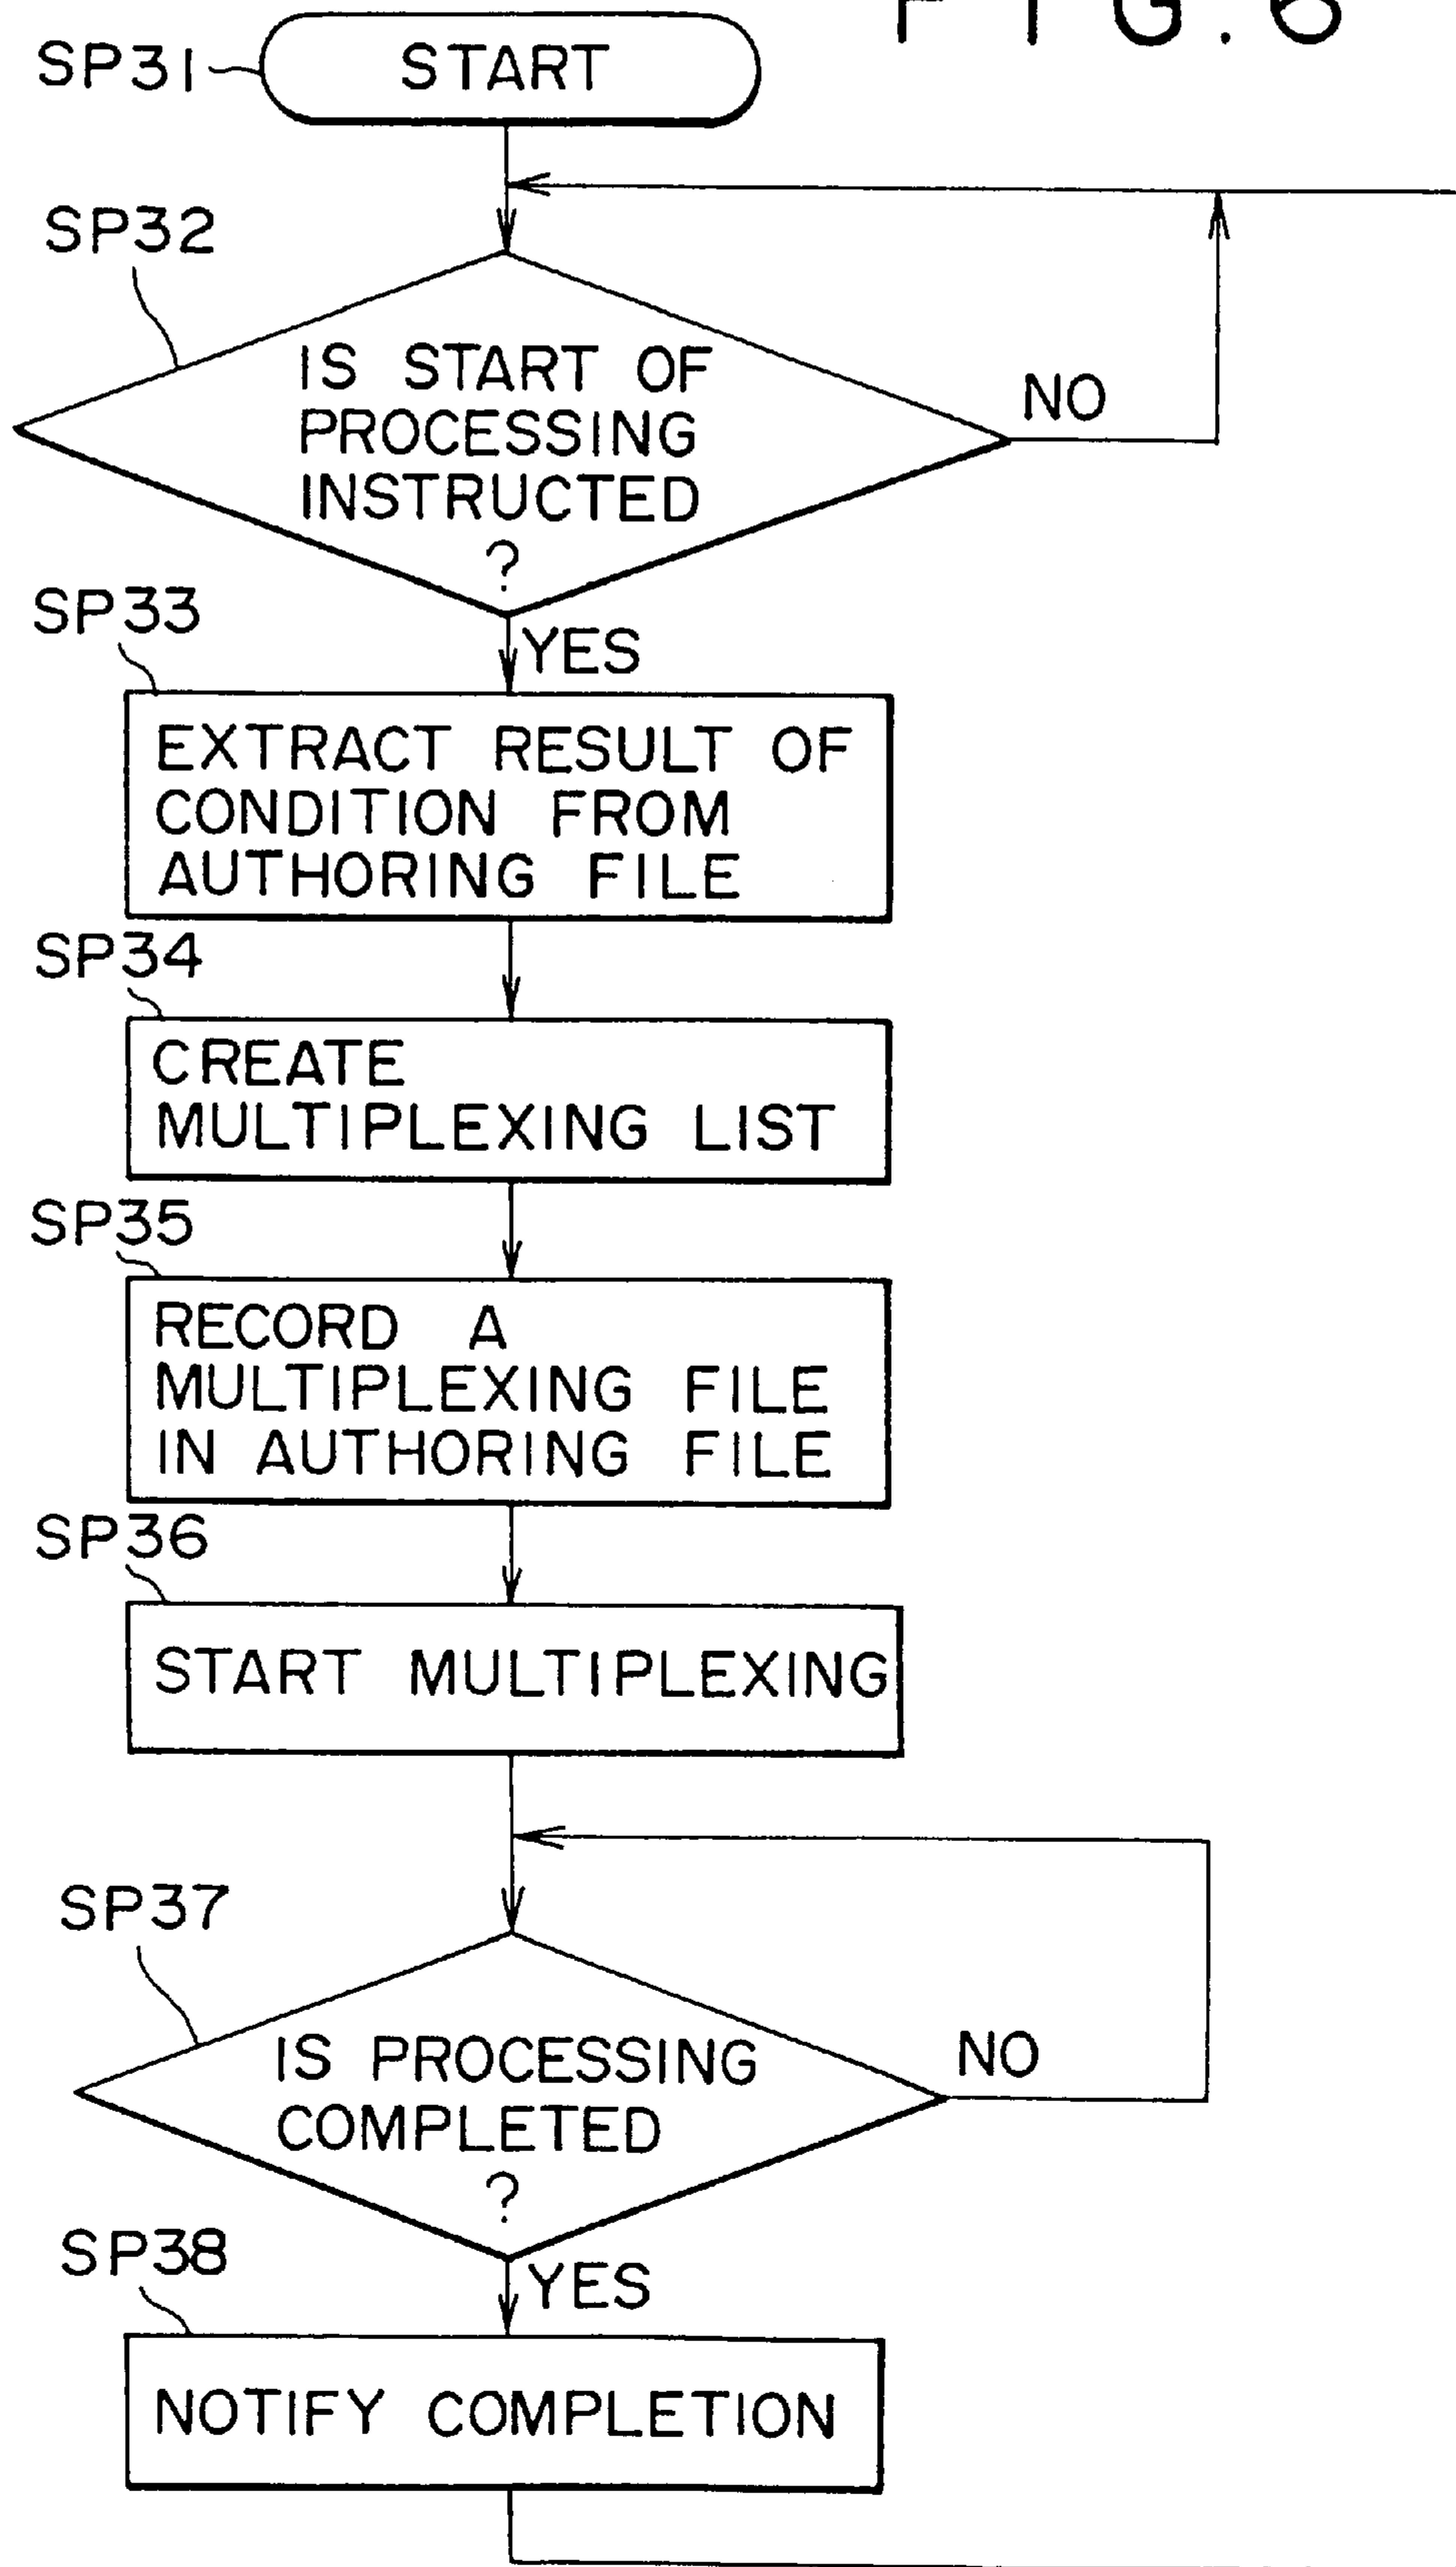 FIG. 6
SP31
START
SP32
IS START OF
PROCESSING
INSTRUCTED
?
NO
YES
SP33
EXTRACT RESULT OF
CONDITION FROM
AUTHORING FILE
SP34
CREATE
MULTIPLEXING LIST
SP35
RECORD A
MULTIPLEXING FILE
IN AUTHORING FILE
SP36
START MULTIPLEXING
SP37
IS PROCESSING
COMPLETED
?
NO
YES
SP38
NOTIFY COMPLETION